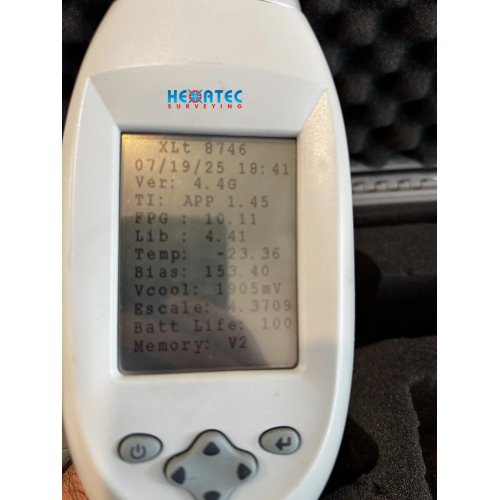 HEXATEC
SURVEYING
XLt 8746
07/19/25 18:41
Ver: 4.4G
TI: APP 1.45
FPG : 10.11
Lib : 4.41
Temp: -23.36
Bias: 153.40
Vcool: 1905mV
Escale: 4.3709
Batt Life: 100
Memory: V2